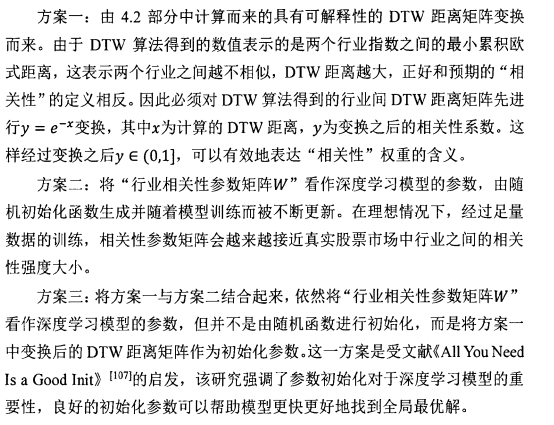 方案一：由 4.2 部分中计算而来的具有可解释性的 DTW 距离矩阵变换
而来。由于 DTW 算法得到的数值表示的是两个行业指数之间的最小累积欧
式距离，这表示两个行业之间越不相似，DTW 距离越大，正好和预期的“相
关性”的定义相反。因此必须对 DTW 算法得到的行业间 DTW 距离矩阵先进
行y = e⁻ˣ变换，其中x为计算的 DTW 距离，y为变换之后的相关性系数。这
样经过变换之后y ∈ (0,1]，可以有效地表达“相关性”权重的含义。
方案二：将“行业相关性参数矩阵W”看作深度学习模型的参数，由随
机初始化函数生成并随着模型训练而被不断更新。在理想情况下，经过足量
数据的训练，相关性参数矩阵会越来越接近真实股票市场中行业之间的相关
性强度大小。
方案三：将方案一与方案二结合起来，依然将“行业相关性参数矩阵W”
看作深度学习模型的参数，但并不是由随机函数进行初始化，而是将方案一
中变换后的 DTW 距离矩阵作为初始化参数。这一方案是受文献《All You Need
Is a Good Init》[107]的启发，该研究强调了参数初始化对于深度学习模型的重
要性，良好的初始化参数可以帮助模型更快更好地找到全局最优解。